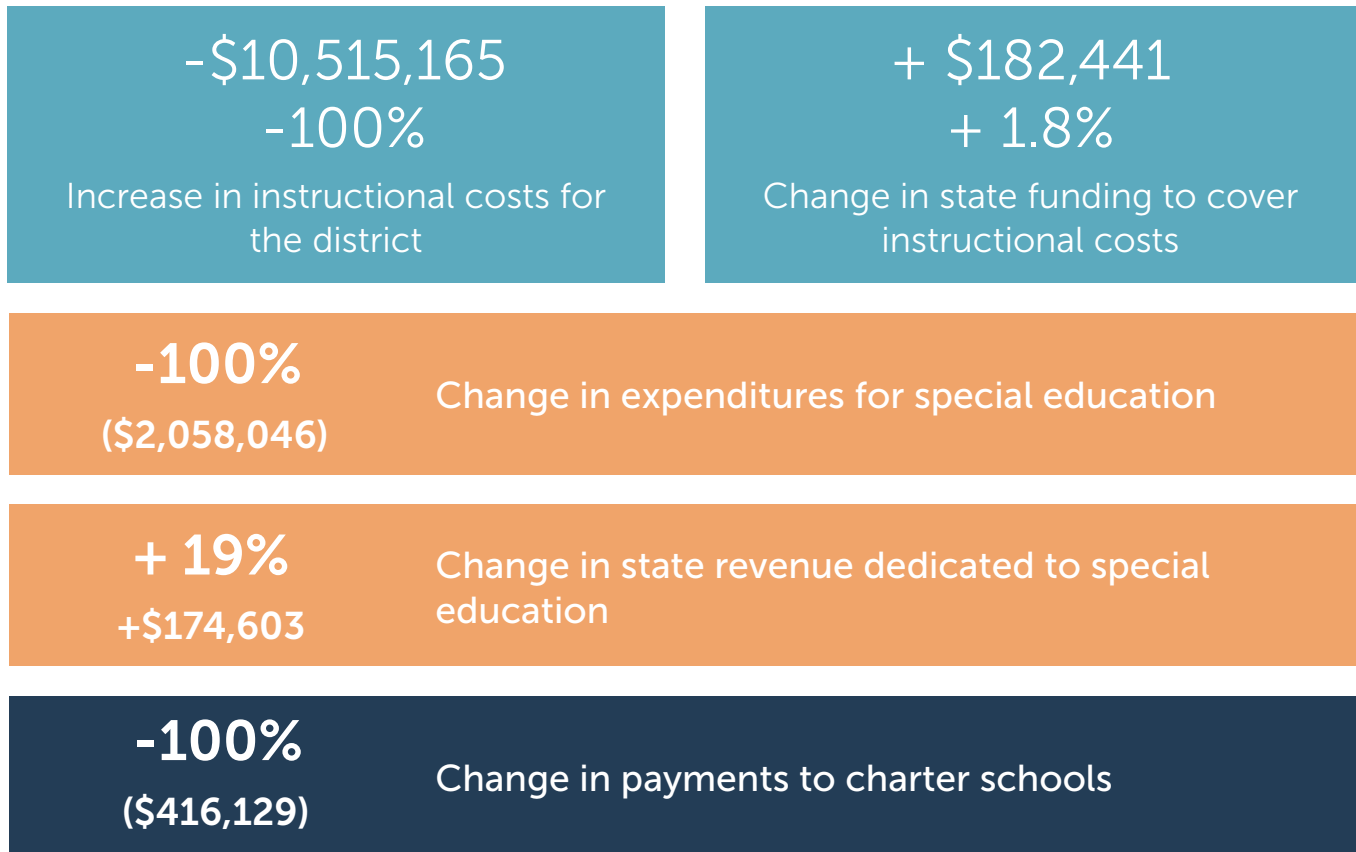 -$10,515,165
-100%
Increase in instructional costs for
the district
+ $182,441
+ 1.8%
Change in state funding to cover
instructional costs
-100%
($2,058,046)
Change in expenditures for special education
+ 19%
+$174,603
Change in state revenue dedicated to special
education
-100%
($416,129)
Change in payments to charter schools